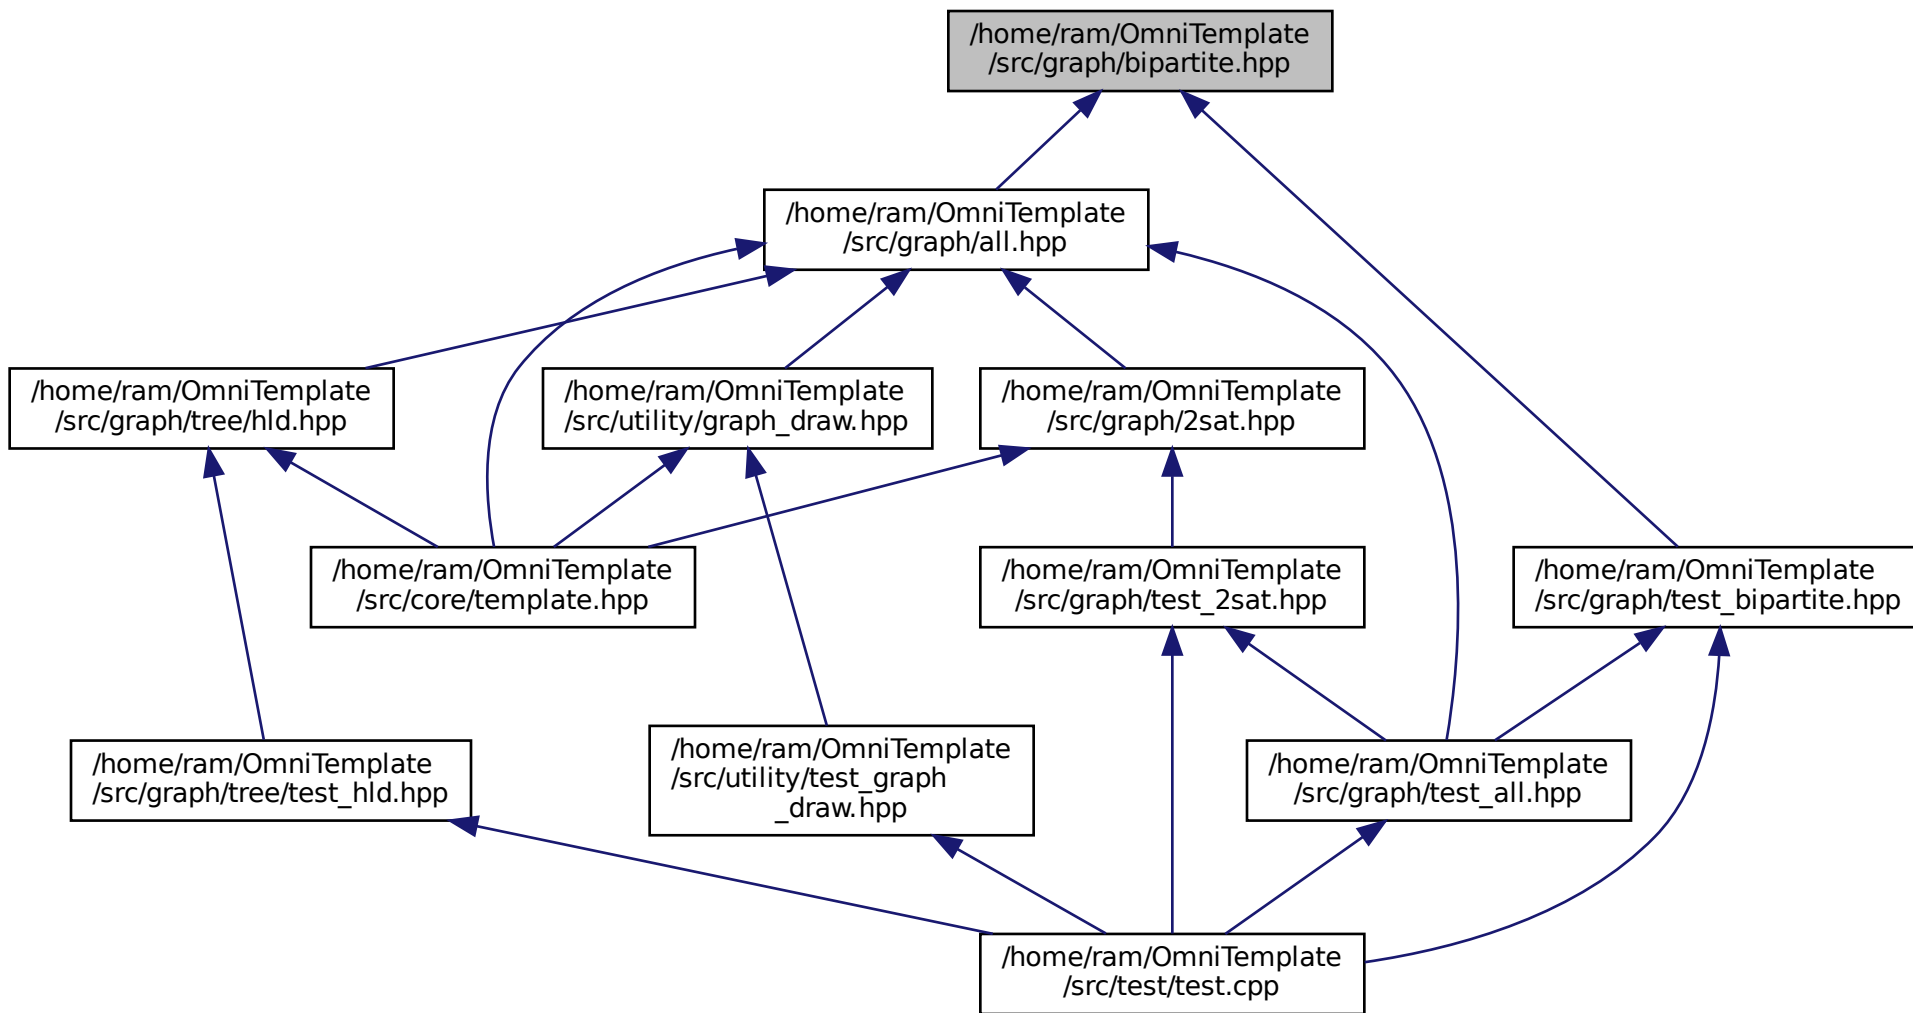 /home/ram/OmniTemplate
/src/graph/bipartite.hpp
/home/ram/OmniTemplate
/src/graph/all.hpp
/home/ram/OmniTemplate
/src/graph/tree/hld.hpp
/home/ram/OmniTemplate
/src/utility/graph_draw.hpp
/home/ram/OmniTemplate
/src/graph/2sat.hpp
/home/ram/OmniTemplate
/src/core/template.hpp
/home/ram/OmniTemplate
/src/graph/test_2sat.hpp
/home/ram/OmniTemplate
/src/graph/test_bipartite.hpp
/home/ram/OmniTemplate
/src/graph/tree/test_hld.hpp
/home/ram/OmniTemplate
/src/utility/test_graph
_draw.hpp
/home/ram/OmniTemplate
/src/graph/test_all.hpp
/home/ram/OmniTemplate
/src/test/test.cpp